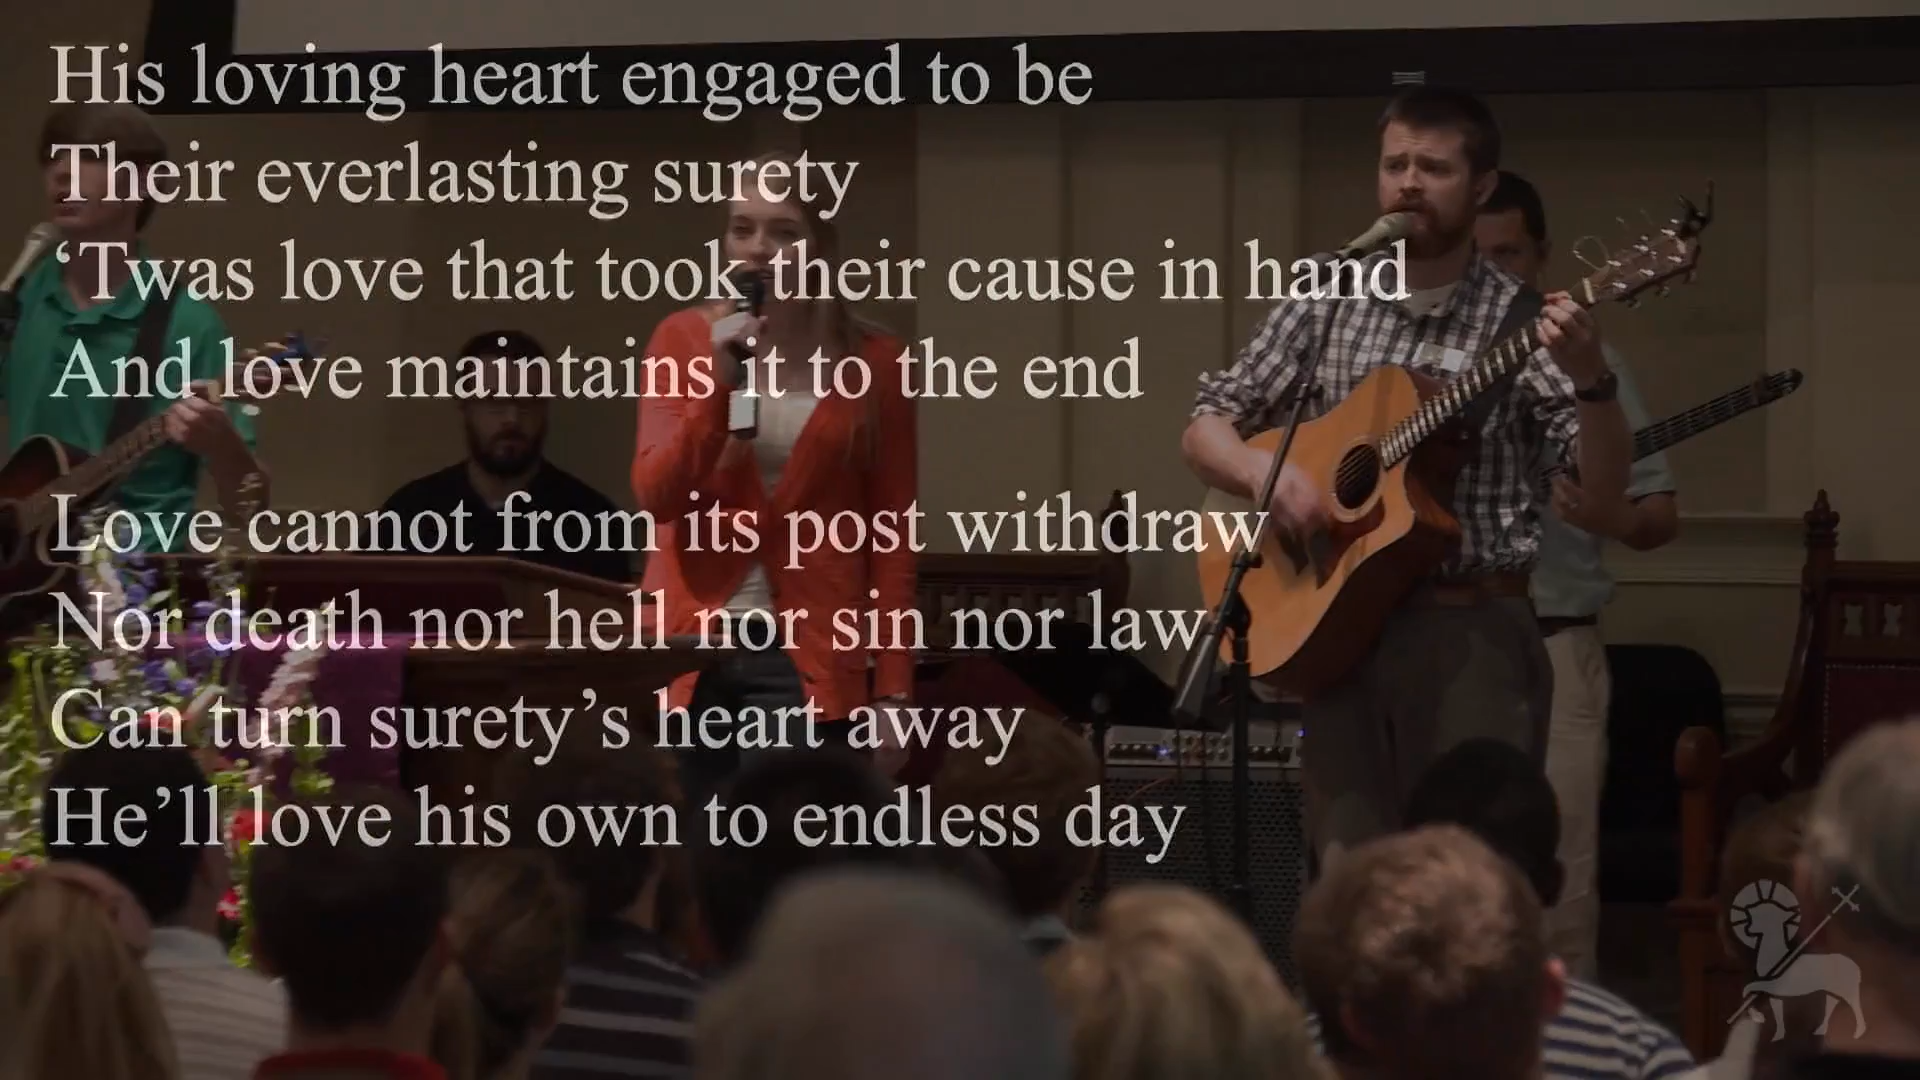 His loving heart engaged to be
Their everlasting surety
‘Twas love that took their cause in hand
And love maintains it to the end
Love cannot from its post withdraw
Nor death nor hell nor sin nor law
Can turn surety’s heart away
He’ll love his own to endless day